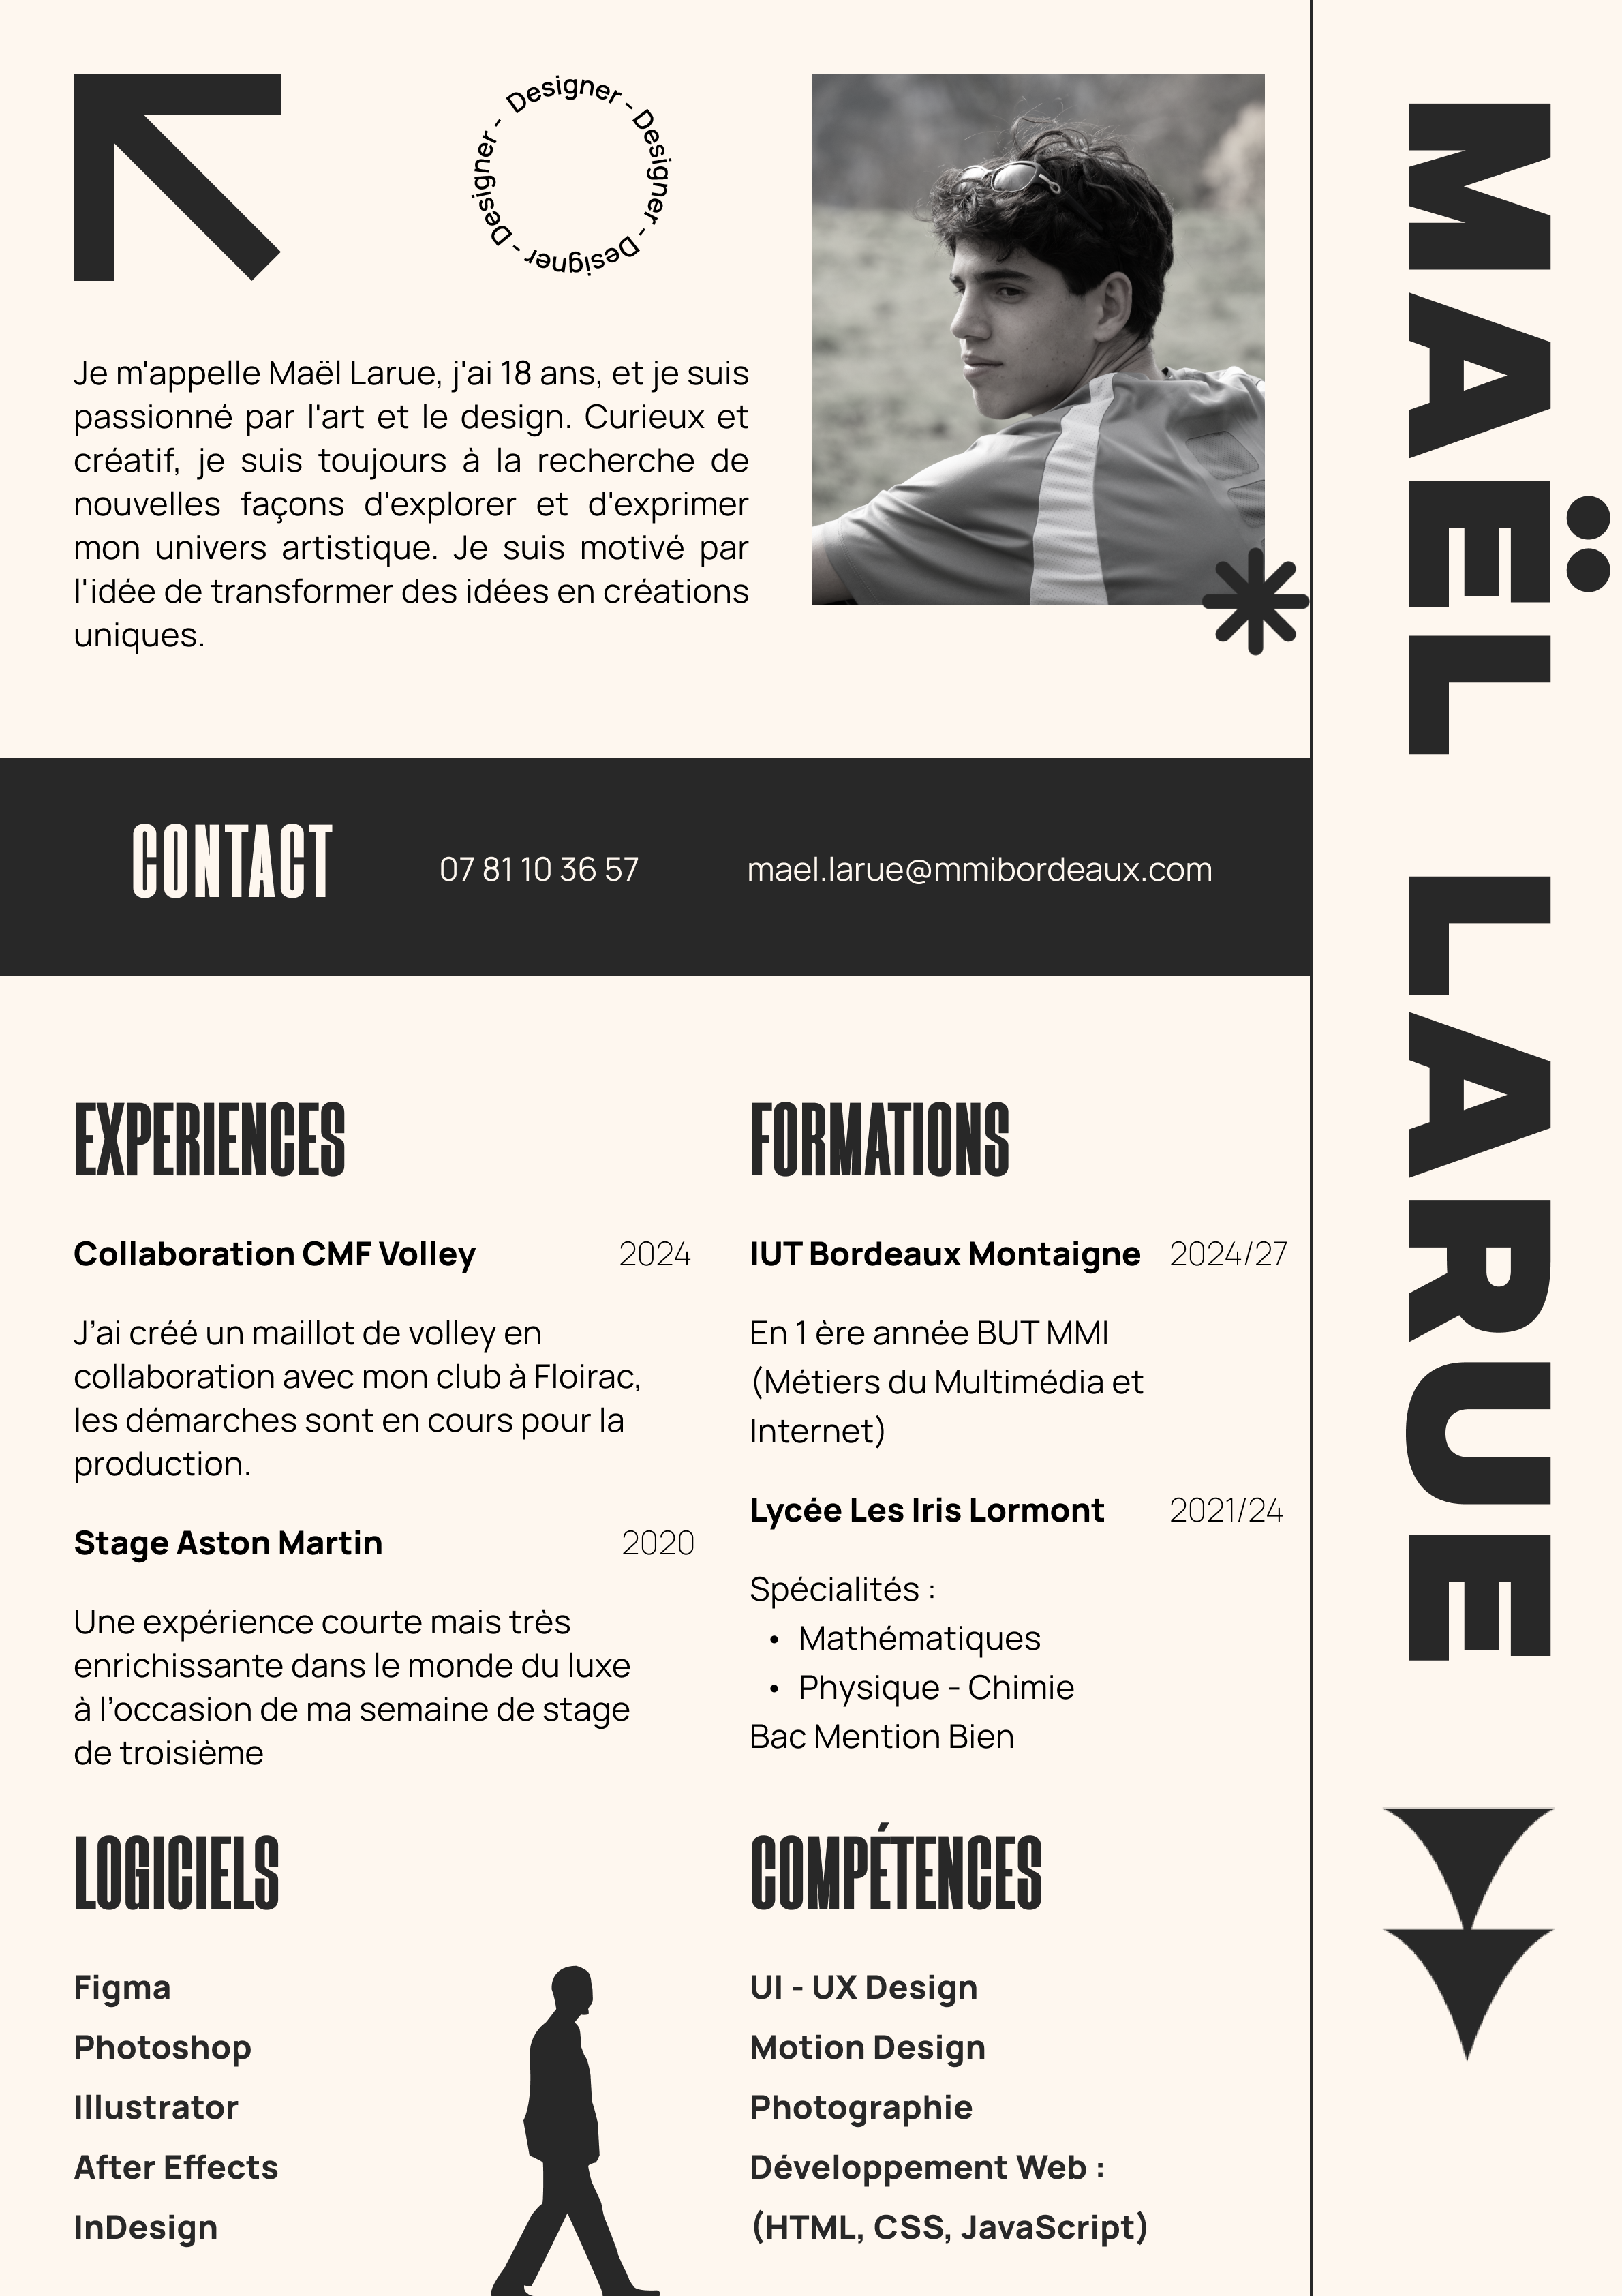 Designer - Designer - Designer - Designer - Designer -
Je m'appelle Maël Larue, j'ai 18 ans, et je suis
passionné par l'art et le design. Curieux et
créatif, je suis toujours à la recherche de
nouvelles façons d'explorer et d'exprimer
mon univers artistique. Je suis motivé par
l'idée de transformer des idées en créations
uniques.
MAËL LARUE
CONTACT
07 81 10 36 57
mael.larue@mmibordeaux.com
EXPERIENCES
Collaboration CMF Volley 2024
J’ai créé un maillot de volley en
collaboration avec mon club à Floirac,
les démarches sont en cours pour la
production.
Stage Aston Martin 2020
Une expérience courte mais très
enrichissante dans le monde du luxe
à l’occasion de ma semaine de stage
de troisième
FORMATIONS
IUT Bordeaux Montaigne 2024/27
En 1 ère année BUT MMI
(Métiers du Multimédia et
Internet)
Lycée Les Iris Lormont 2021/24
Spécialités :
• Mathématiques
• Physique - Chimie
Bac Mention Bien
LOGICIELS
Figma
Photoshop
Illustrator
After Effects
InDesign
COMPÉTENCES
UI - UX Design
Motion Design
Photographie
Développement Web :
(HTML, CSS, JavaScript)